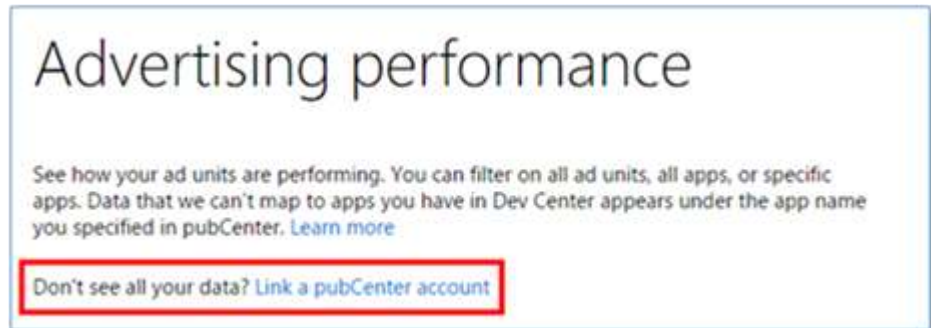 Advertising performance
See how your ad units are performing. You can filter on all ad units, all apps, or specific
apps. Data that we can't map to apps you have in Dev Center appears under the app name
you specified in pubCenter. Learn more
Don't see all your data? Link a pubCenter account